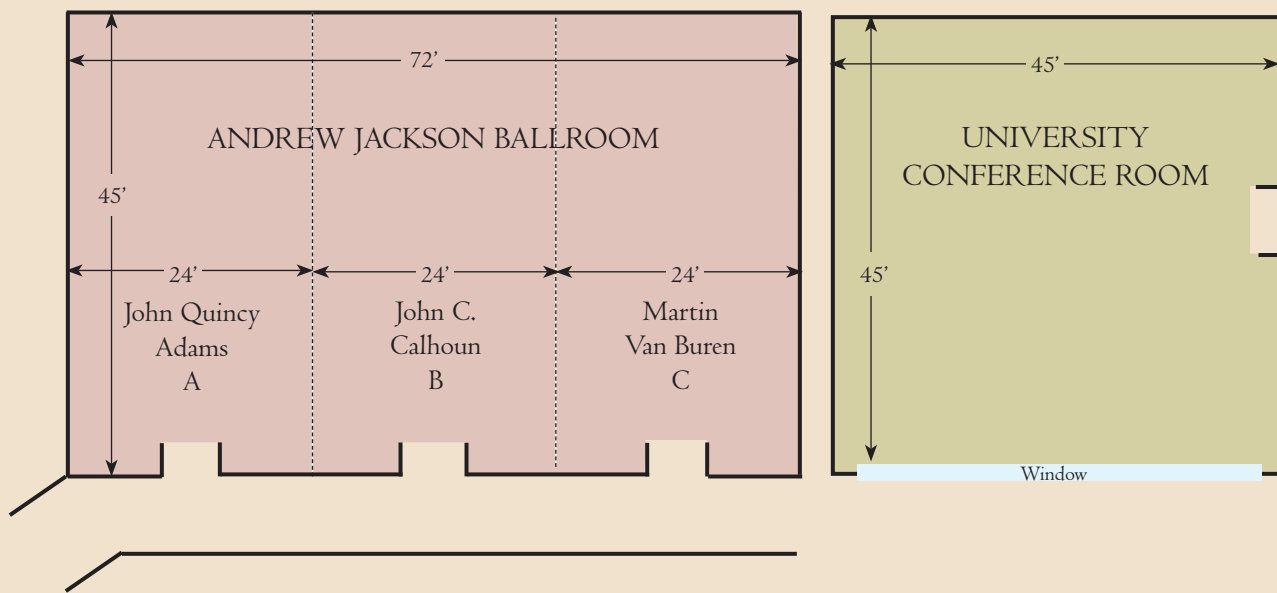 72’
ANDREW JACKSON BALLROOM
45’
24’
24’
24’
John Quincy
Adams
A
John C.
Calhoun
B
Martin
Van Buren
C
45’
UNIVERSITY
CONFERENCE ROOM
45’
Window